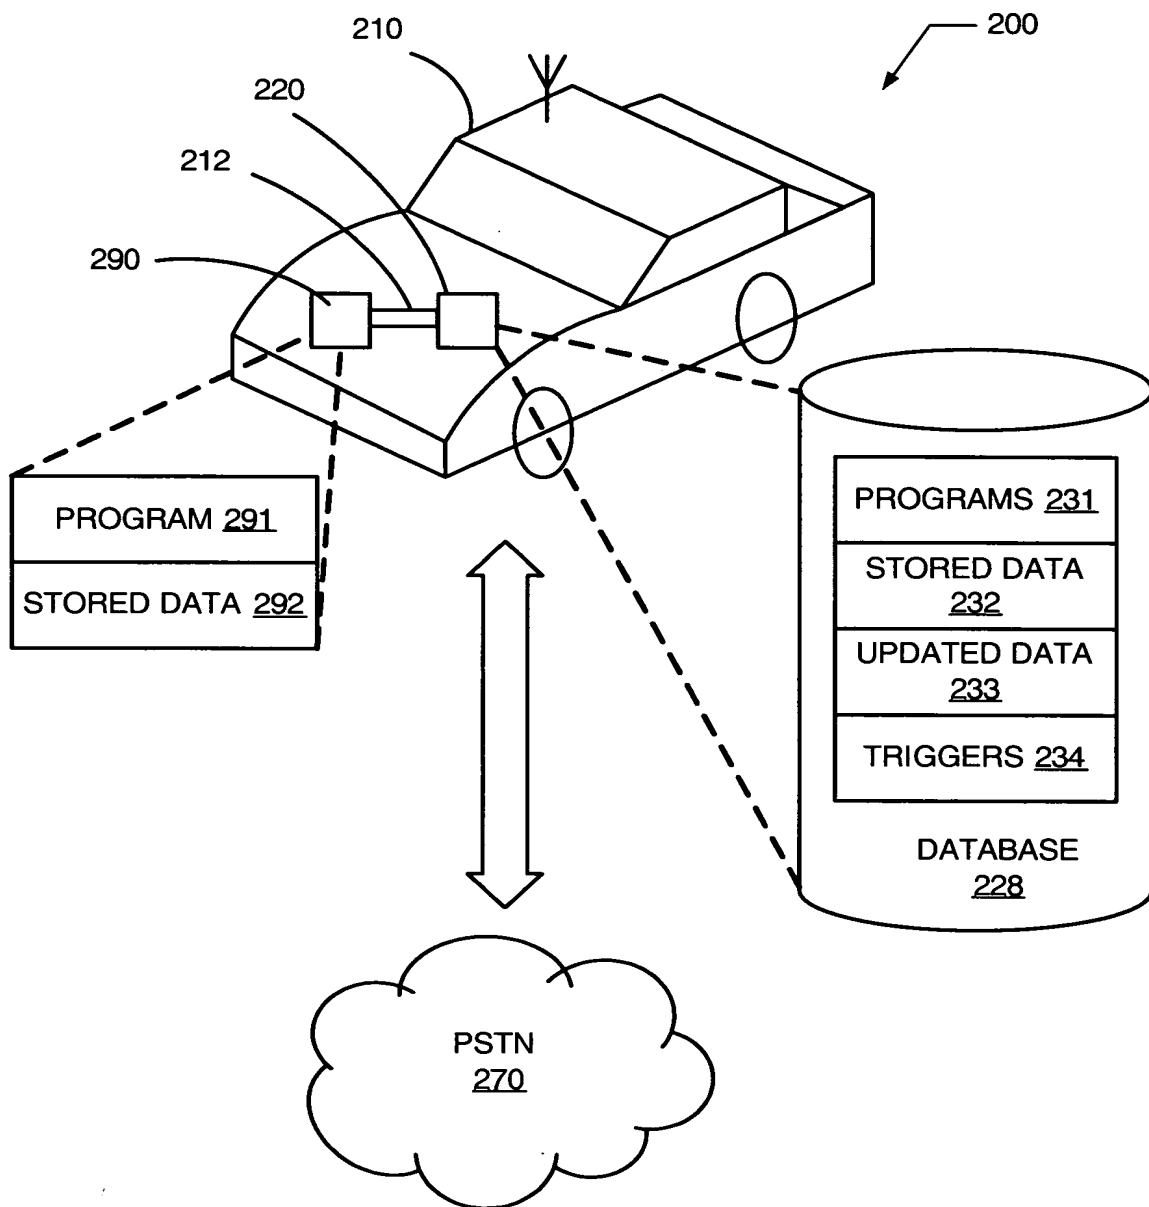 200
210
220
212
290
PROGRAM 291
STORED DATA 292
PROGRAMS 231
STORED DATA
232
UPDATED DATA
233
TRIGGERS 234
DATABASE
228
PSTN
270